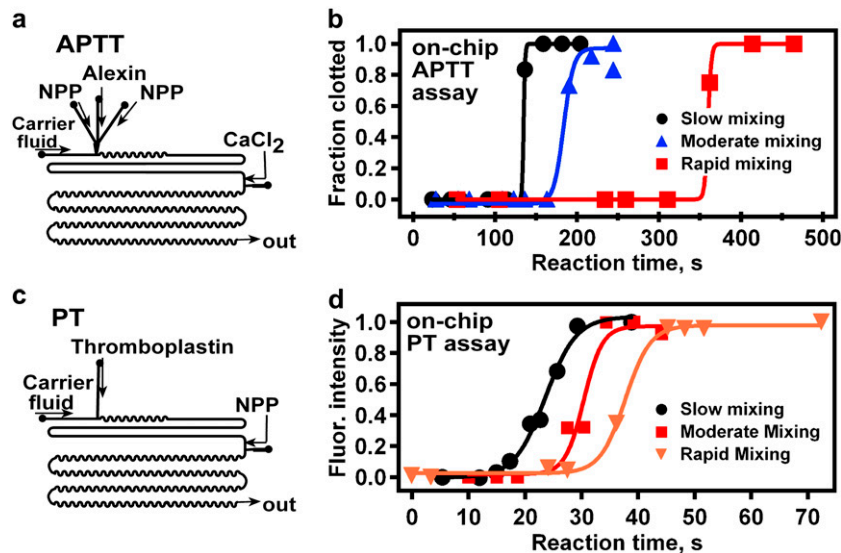 a
APTT
Alexin
NPP
NPP
Carrier
fluid
CaCl2
out
b
on-chip
APTT
assay
Fraction clotted
1.0
0.8
0.6
0.4
0.2
0.0
Slow mixing
Moderate mixing
Rapid mixing
0
100
200
300
400
500
Reaction time, s
c
PT
Thromboplastin
Carrier
fluid
NPP
out
d
on-chip
PT assay
Fluor. intensity
1.0
0.8
0.6
0.4
0.2
0.0
Slow mixing
Moderate Mixing
Rapid Mixing
0
10
20
30
40
50
60
70
Reaction time, s